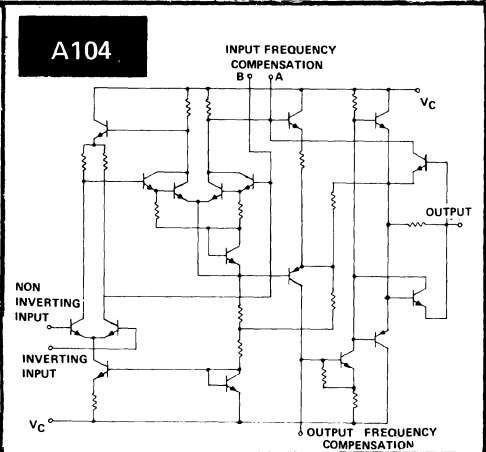 A104
INPUT FREQUENCY
COMPENSATION
B A
VC
OUTPUT
NON
INVERTING
INPUT
INVERTING
INPUT
VC
OUTPUT FREQUENCY
COMPENSATION